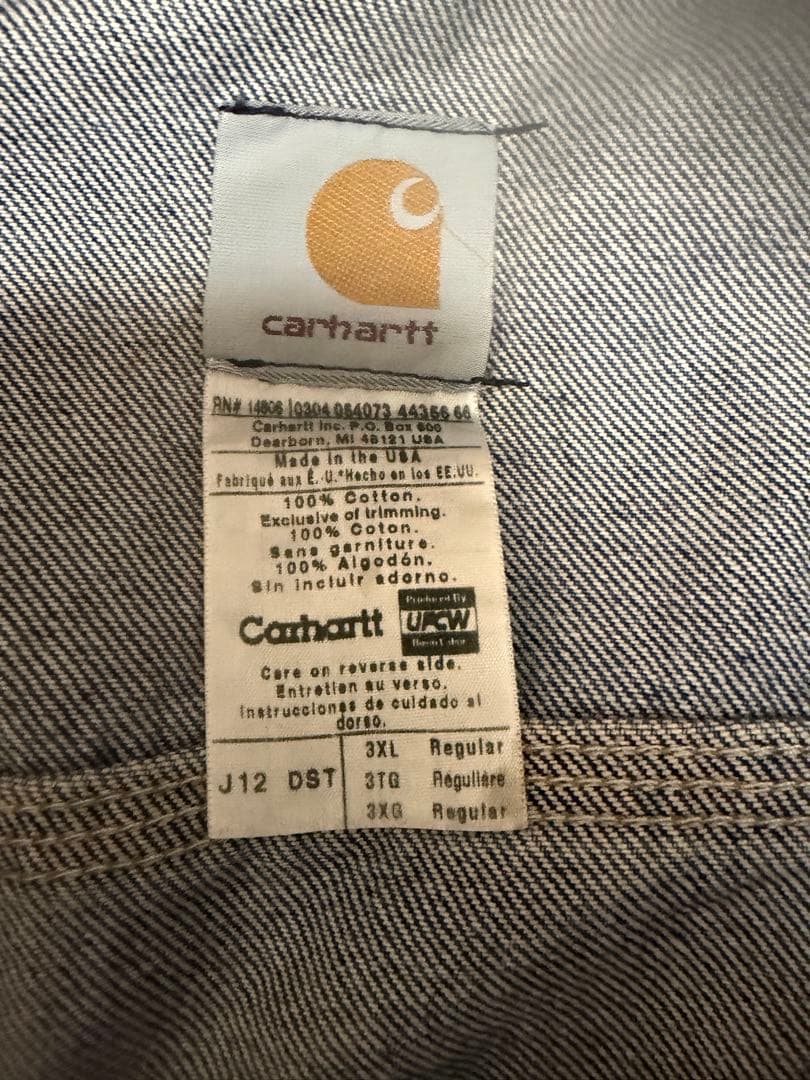 carhartt
RN# 14806 0304 054073 44356 66
Carhartt Inc. P.O. Box 600
Dearborn, MI 48121 USA
Made in the USA
Fabriqué aux É.-U.*Hecho en los EE.UU.
100% Cotton.
Exclusive of trimming.
100% Coton.
Sans garniture.
100% Algodón.
Sin incluir adorno.
Carhartt
Produced By
UFCW
Union Labor
Care on reverse side.
Entretien au verso.
Instrucciones de cuidado al
dorso.
J12 DST
3XL Regular
3TG Régulière
3XG Regular